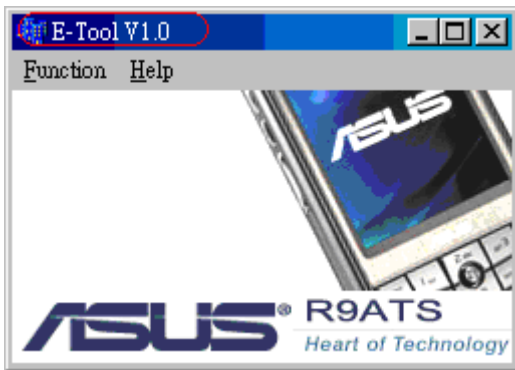 E-Tool V1.0
Function Help
ASUS
ASUS® R9ATS
Heart of Technology